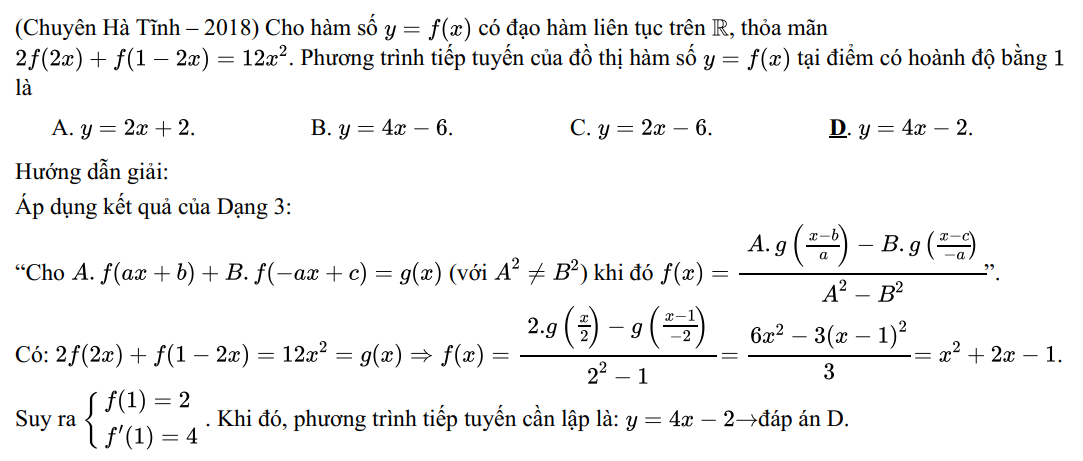 (Chuyên Hà Tĩnh – 2018) Cho hàm số $y = f(x)$ có đạo hàm liên tục trên $\mathbb{R}$, thỏa mãn
$2f(2x) + f(1 - 2x) = 12x^2$. Phương trình tiếp tuyến của đồ thị hàm số $y = f(x)$ tại điểm có hoành độ bằng 1
là
A. $y = 2x + 2$. B. $y = 4x - 6$. C. $y = 2x - 6$. D. $y = 4x - 2$.
Hướng dẫn giải:
Áp dụng kết quả của Dạng 3:
“Cho $A.f(ax + b) + B.f(-ax + c) = g(x)$ (với $A^2 \neq B^2$) khi đó $f(x) = \frac{A.g\left(\frac{x-b}{a}\right) - B.g\left(\frac{x-c}{-a}\right)}{A^2 - B^2}$”.
Có: $2f(2x) + f(1 - 2x) = 12x^2 = g(x) \Rightarrow f(x) = \frac{2.g\left(\frac{x}{2}\right) - g\left(\frac{x-1}{-2}\right)}{2^2 - 1} = \frac{6x^2 - 3(x - 1)^2}{3} = x^2 + 2x - 1$.
Suy ra $\begin{cases} f(1) = 2 \\ f'(1) = 4 \end{cases}$. Khi đó, phương trình tiếp tuyến cần lập là: $y = 4x - 2 \rightarrow$ đáp án D.